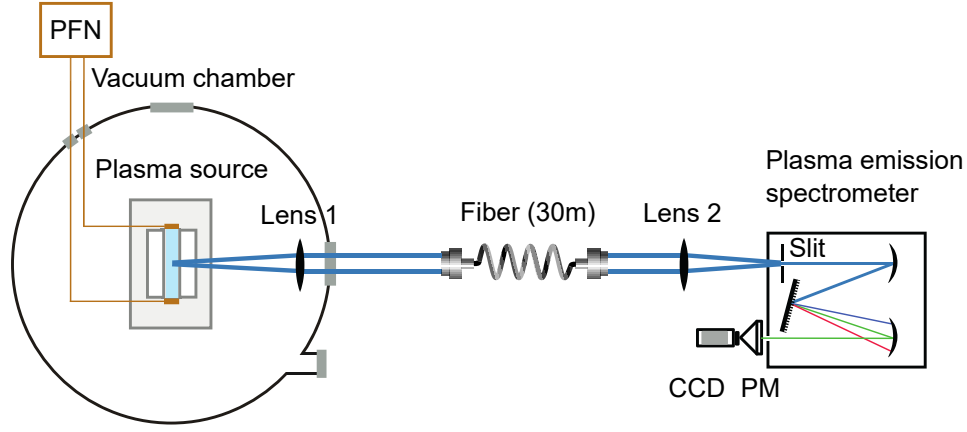 PFN
Vacuum chamber
Plasma source
Lens 1
Fiber (30m)
Lens 2
Plasma emission
spectrometer
Slit
CCD
PM